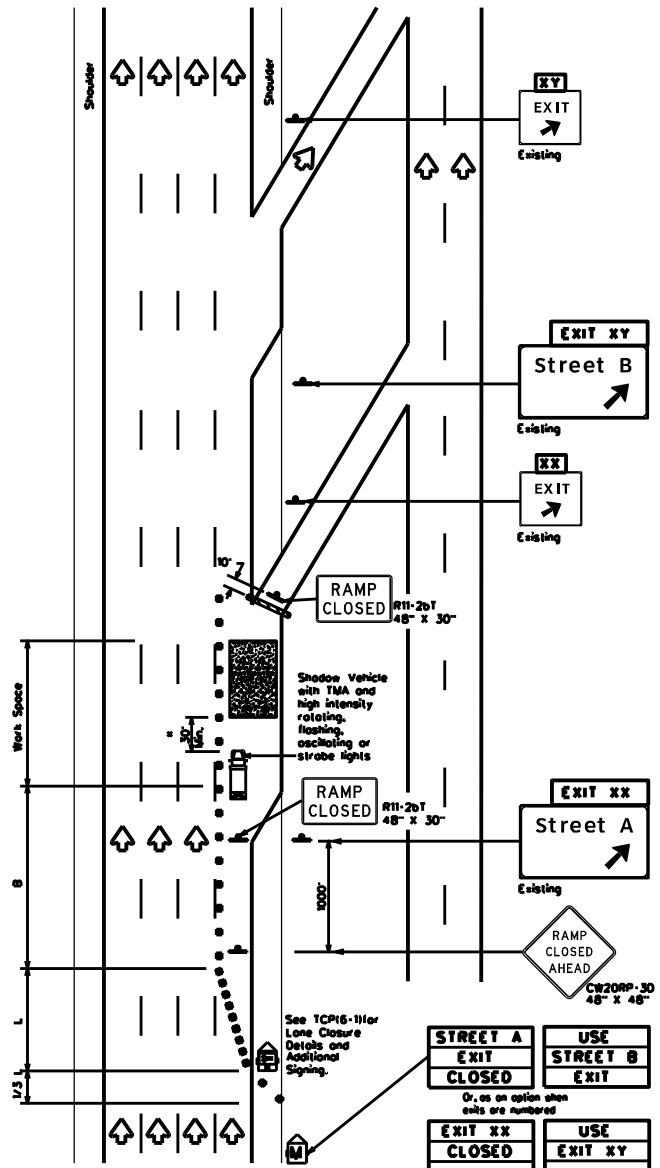 Shoulder
Shoulder
XY
EXIT
Existing
EXIT XY
Street B
Existing
XX
EXIT
Existing
10'
RAMP
CLOSED
R11-2bT
48" X 30"
Work Space
Shadow Vehicle
with TMA and
high intensity
rotating,
flashing,
oscillating or
strobe lights
*
30'
Min.
RAMP
CLOSED
R11-2bT
48" X 30"
EXIT XX
Street A
Existing
B
1000'
RAMP
CLOSED
AHEAD
CW20RP-3D
48" X 48"
L
See TCP(6-1)for
Lane Closure
Details and
Additional
Signing.
1/3 L
STREET A
EXIT
CLOSED
USE
STREET B
EXIT
Or, as an option when
exits are numbered
M
EXIT XX
CLOSED
USE
EXIT XY